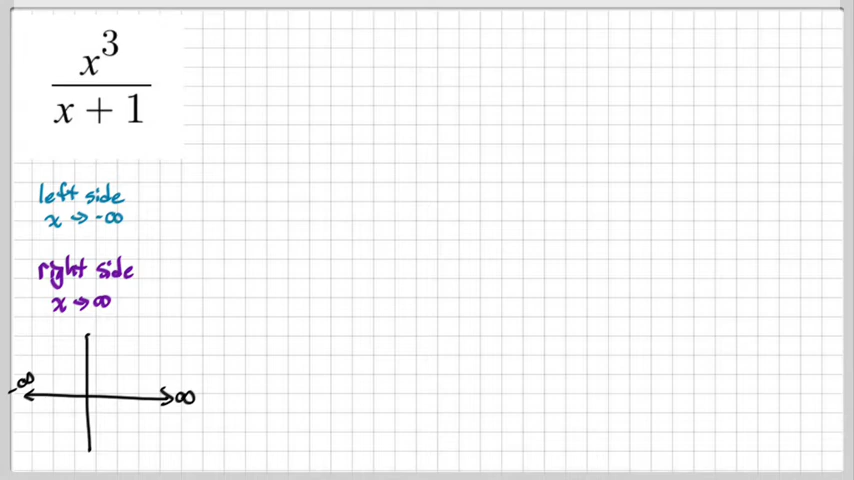 x^3
x + 1
left side
x → -∞
right side
x → ∞
-∞
∞